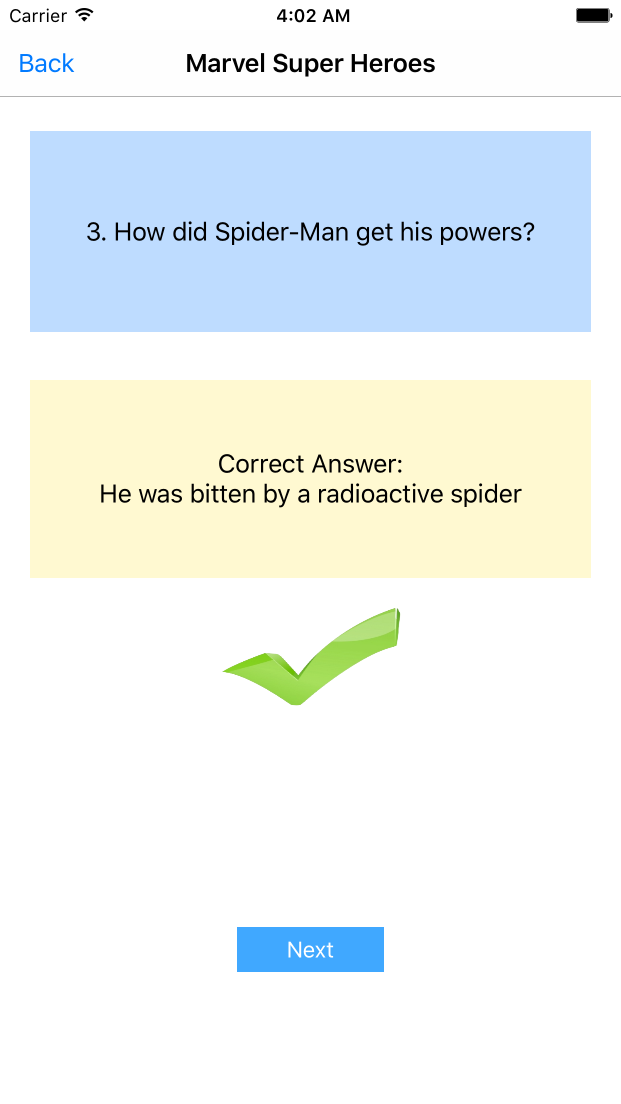 Carrier 4:02 AM
Back Marvel Super Heroes
3. How did Spider-Man get his powers?
Correct Answer:
He was bitten by a radioactive spider
Next